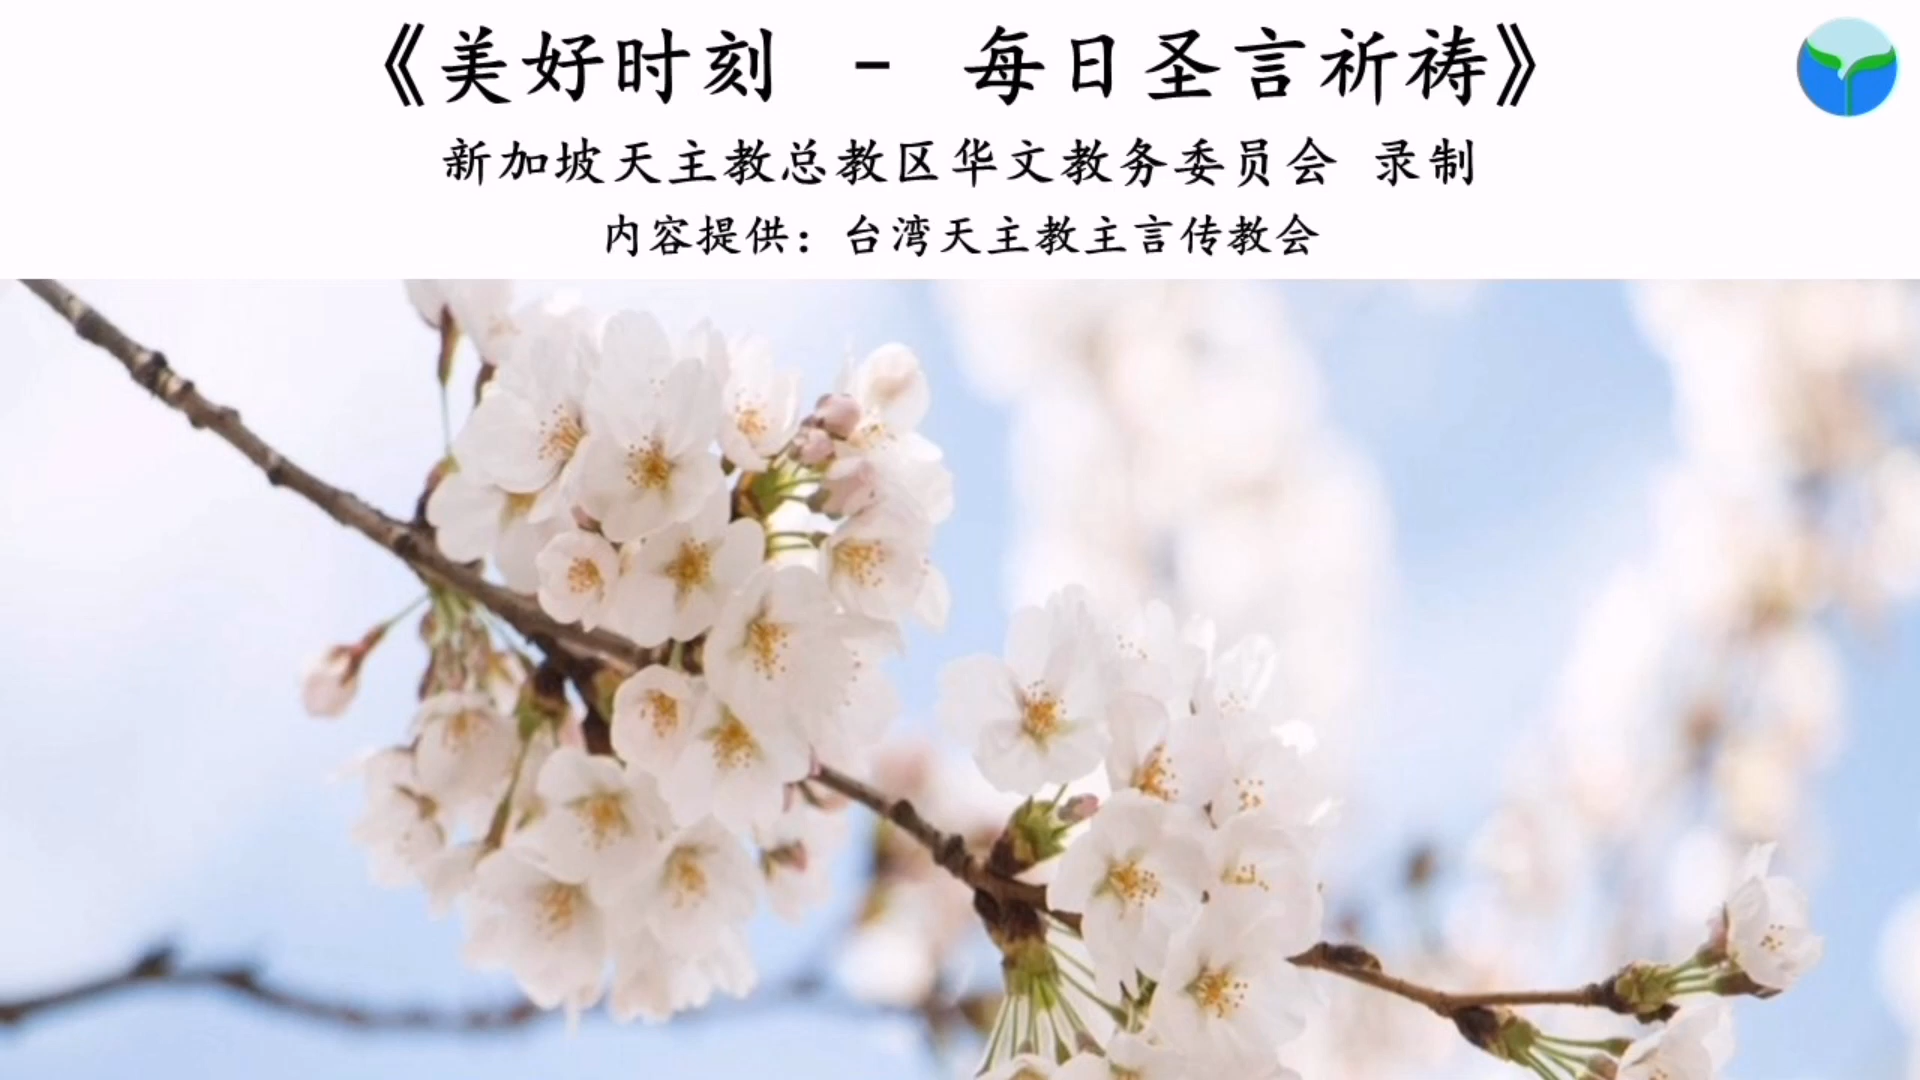 《美好时刻 - 每日圣言祈祷》
新加坡天主教总教区华文教务委员会 录制
内容提供：台湾天主教主言传教会